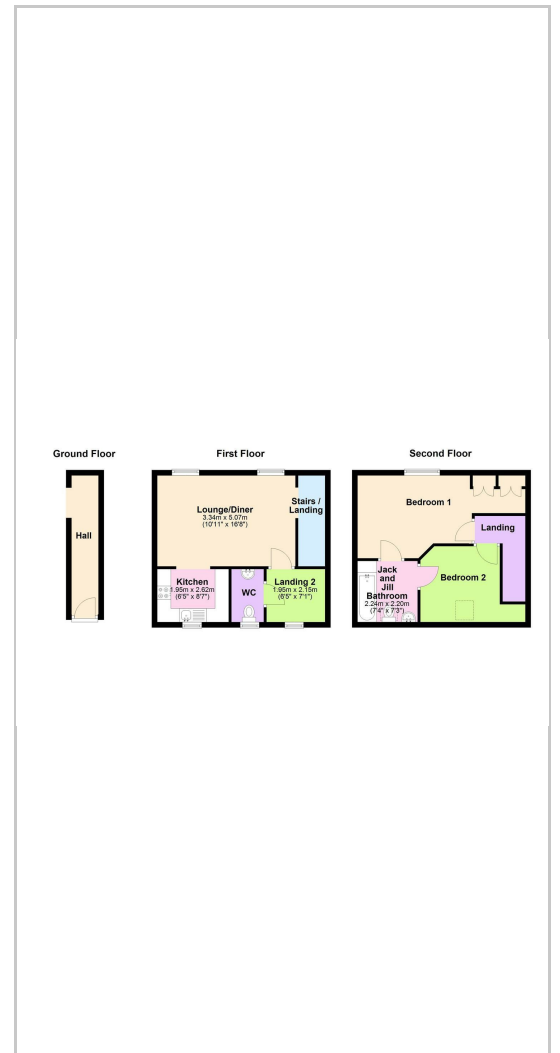 Ground Floor
Hall
First Floor
Lounge/Diner
3.34m x 5.07m
(10'11" x 16'8")
Stairs /
Landing
Kitchen
1.95m x 2.62m
(6'5" x 8'7")
WC
Landing 2
1.95m x 2.15m
(6'5" x 7'1")
Second Floor
Bedroom 1
Landing
Jack
and
Jill
Bathroom
2.24m x 2.20m
(7'4" x 7'3")
Bedroom 2